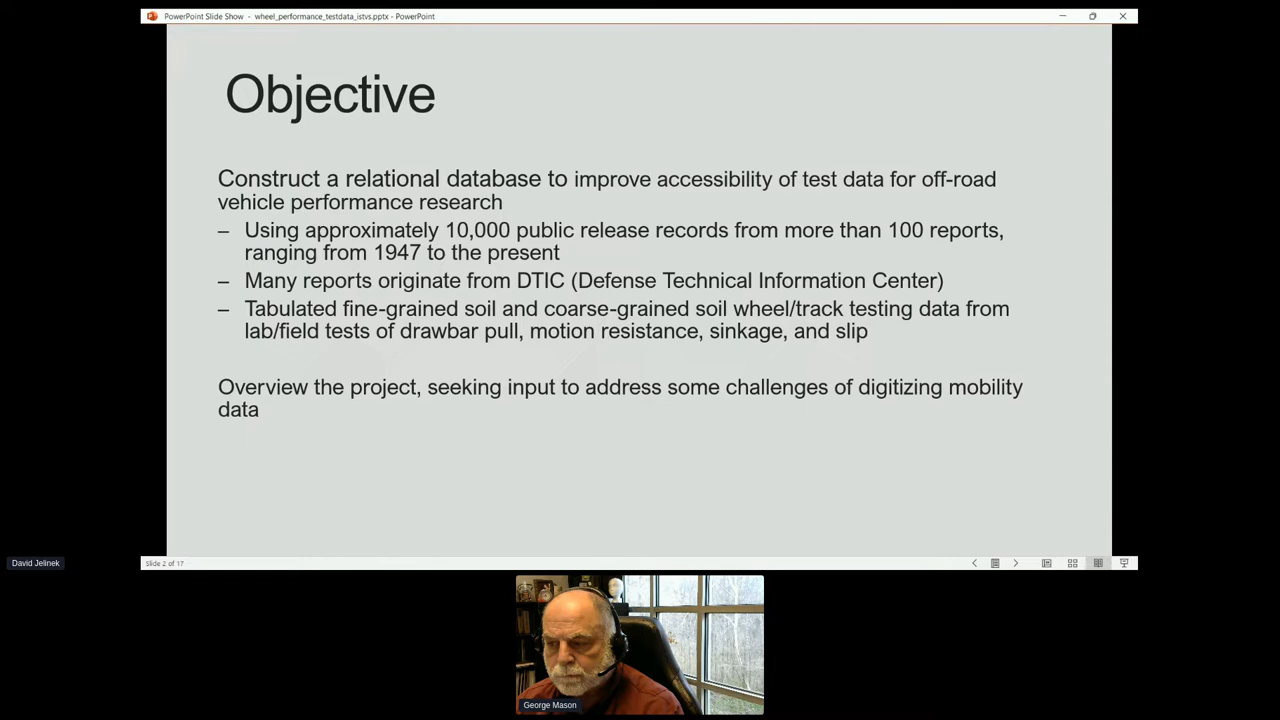 PowerPoint Slide Show - wheel_performance_testdata_istvs.pptx - PowerPoint
Objective
Construct a relational database to improve accessibility of test data for off-road
vehicle performance research
– Using approximately 10,000 public release records from more than 100 reports,
ranging from 1947 to the present
– Many reports originate from DTIC (Defense Technical Information Center)
– Tabulated fine-grained soil and coarse-grained soil wheel/track testing data from
lab/field tests of drawbar pull, motion resistance, sinkage, and slip
Overview the project, seeking input to address some challenges of digitizing mobility
data
David Jelinek
Slide 2 of 17
George Mason